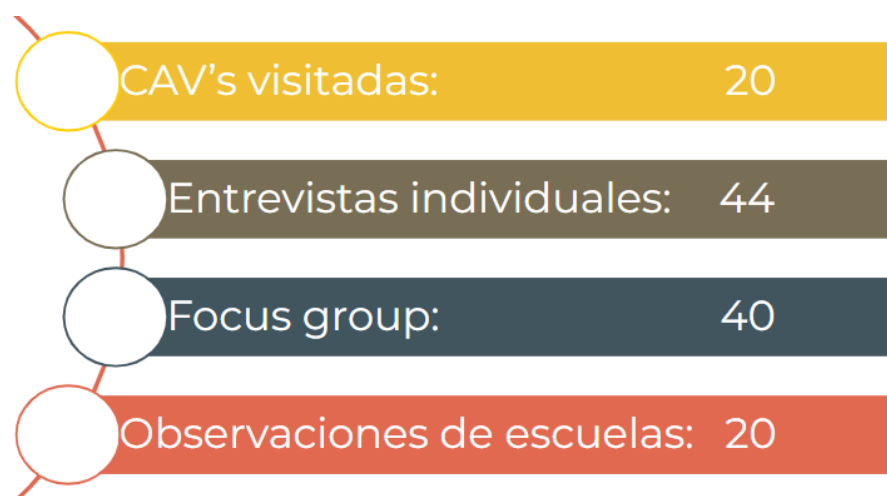 CAV’s visitadas: 20
Entrevistas individuales: 44
Focus group: 40
Observaciones de escuelas: 20